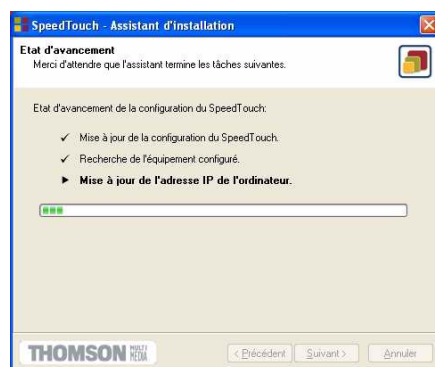 SpeedTouch - Assistant d'installation
Etat d'avancement
Merci d'attendre que l'assistant termine les tâches suivantes.
Etat d'avancement de la configuration du SpeedTouch:
Mise à jour de la configuration du SpeedTouch.
Recherche de l'équipement configuré.
Mise à jour de l'adresse IP de l'ordinateur.
THOMSON MULTI MEDIA
< Précédent Suivant > Annuler